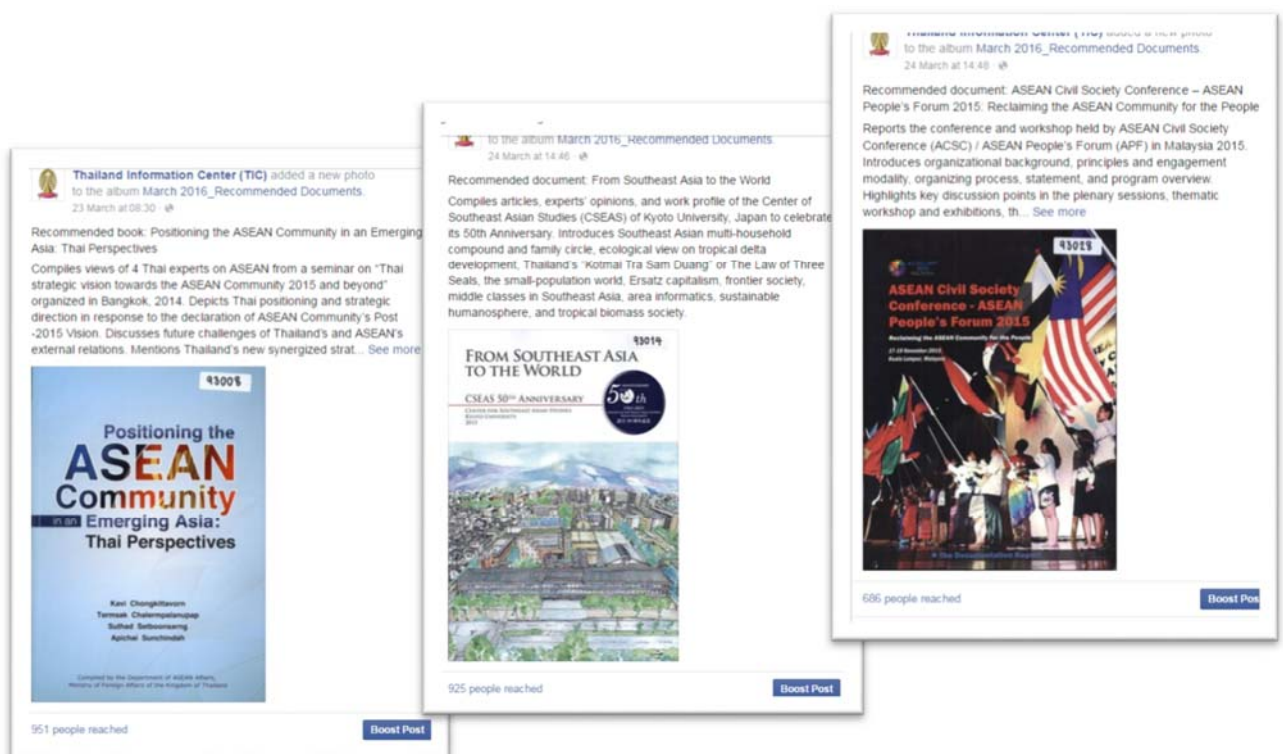 Thailand Information Center (TIC) added a new photo
to the album March 2016_Recommended Documents.
23 March at 08:30
Recommended book: Positioning the ASEAN Community in an Emerging
Asia: Thai Perspectives
Compiles views of 4 Thai experts on ASEAN from a seminar on "Thai
strategic vision towards the ASEAN Community 2015 and beyond"
organized in Bangkok, 2014. Depicts Thai positioning and strategic
direction in response to the declaration of ASEAN Community's Post
-2015 Vision. Discusses future challenges of Thailand's and ASEAN's
external relations. Mentions Thailand's new synergized strat... See more
93008
Positioning the
ASEAN
Community
in an Emerging Asia:
Thai Perspectives
Kavi Chongkittavorn
Termsak Chalermpalanupap
Suthad Setboonsarng
Apichai Sunchindah
Compiled by the Department of ASEAN Affairs,
Ministry of Foreign Affairs of the Kingdom of Thailand
951 people reached
Boost Post
to the album March 2016_Recommended Documents.
24 March at 14:46
Recommended document: From Southeast Asia to the World
Compiles articles, experts' opinions, and work profile of the Center of
Southeast Asian Studies (CSEAS) of Kyoto University, Japan to celebrate
its 50th Anniversary. Introduces Southeast Asian multi-household
compound and family circle, ecological view on tropical delta
development, Thailand's "Kotmai Tra Sam Duang" or The Law of Three
Seals, the small-population world, Ersatz capitalism, frontier society,
middle classes in Southeast Asia, area informatics, sustainable
humanosphere, and tropical biomass society.
93019
FROM SOUTHEAST ASIA
TO THE WORLD
CSEAS 50TH ANNIVERSARY
CENTER FOR SOUTHEAST ASIAN STUDIES
KYOTO UNIVERSITY
2015
50th
925 people reached
Boost Post
Thailand Information Center (TIC) added a new photo
to the album March 2016_Recommended Documents.
24 March at 14:48
Recommended document: ASEAN Civil Society Conference – ASEAN
People's Forum 2015: Reclaiming the ASEAN Community for the People
Reports the conference and workshop held by ASEAN Civil Society
Conference (ACSC) / ASEAN People's Forum (APF) in Malaysia 2015.
Introduces organizational background, principles and engagement
modality, organizing process, statement, and program overview.
Highlights key discussion points in the plenary sessions, thematic
workshop and exhibitions, th... See more
93028
ASEAN Civil Society
Conference - ASEAN
People's Forum 2015
Reclaiming the ASEAN Community for the People
Kuala Lumpur, Malaysia
The Documentation Report
686 people reached
Boost Pos